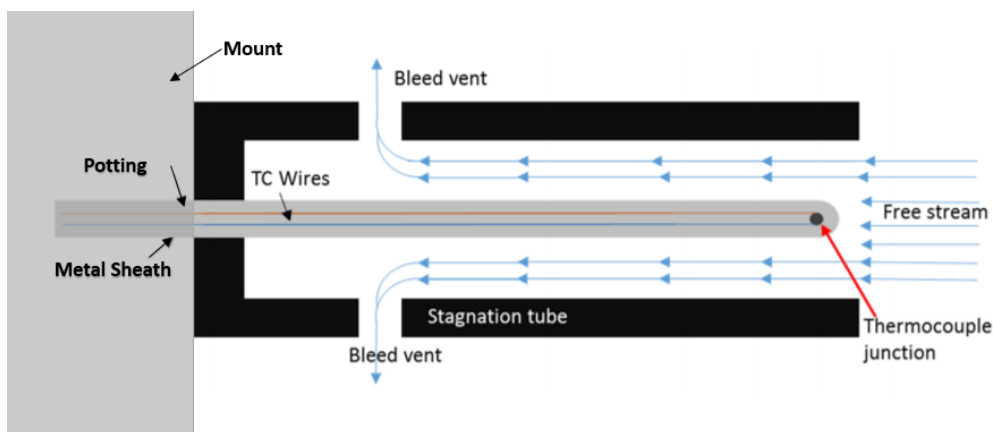 Mount
Bleed vent
Potting
TC Wires
Free stream
Metal Sheath
Stagnation tube
Thermocouple
junction
Bleed vent